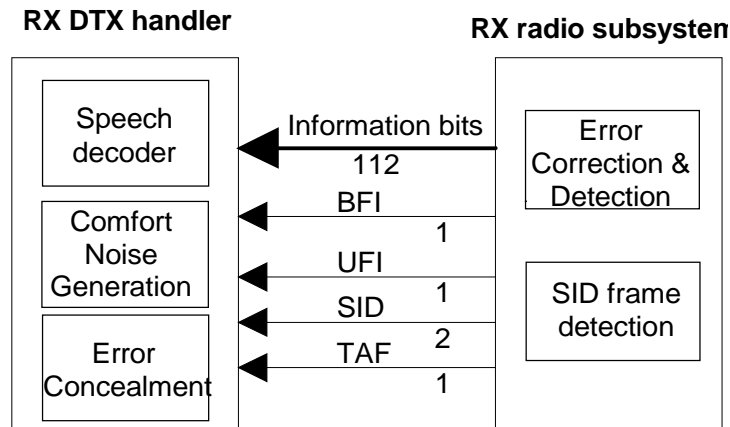 RX DTX handler
RX radio subsystem
Speech
decoder
Information bits
112
Error
Correction &
Detection
BFI
1
Comfort
Noise
Generation
UFI
1
SID
2
SID frame
detection
TAF
1
Error
Concealment